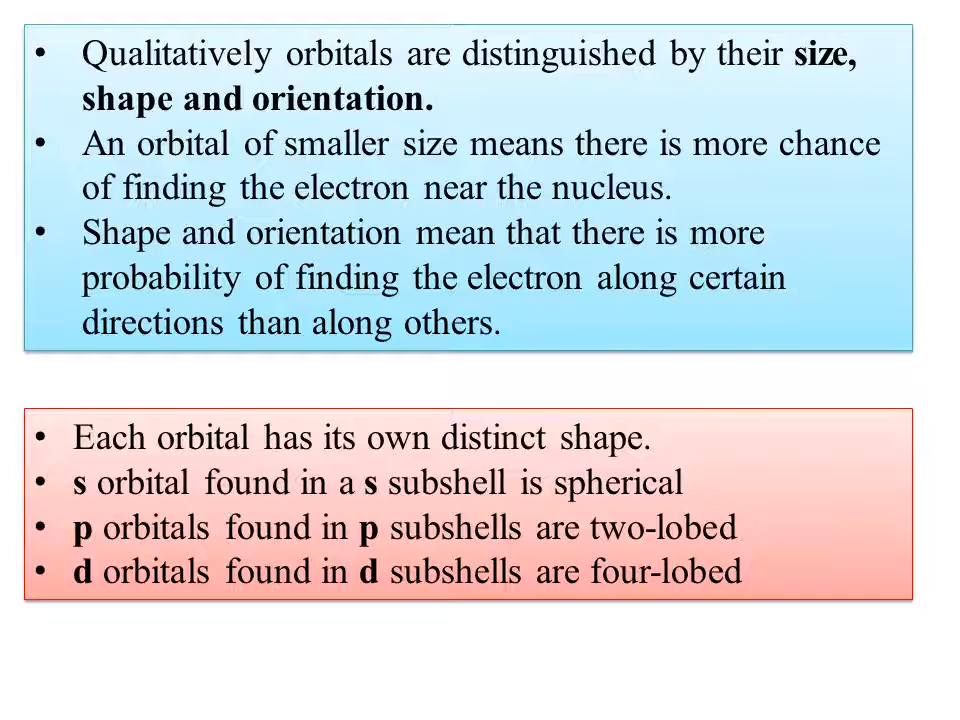 • Qualitatively orbitals are distinguished by their size,
shape and orientation.
• An orbital of smaller size means there is more chance
of finding the electron near the nucleus.
• Shape and orientation mean that there is more
probability of finding the electron along certain
directions than along others.
• Each orbital has its own distinct shape.
• s orbital found in a s subshell is spherical
• p orbitals found in p subshells are two-lobed
• d orbitals found in d subshells are four-lobed